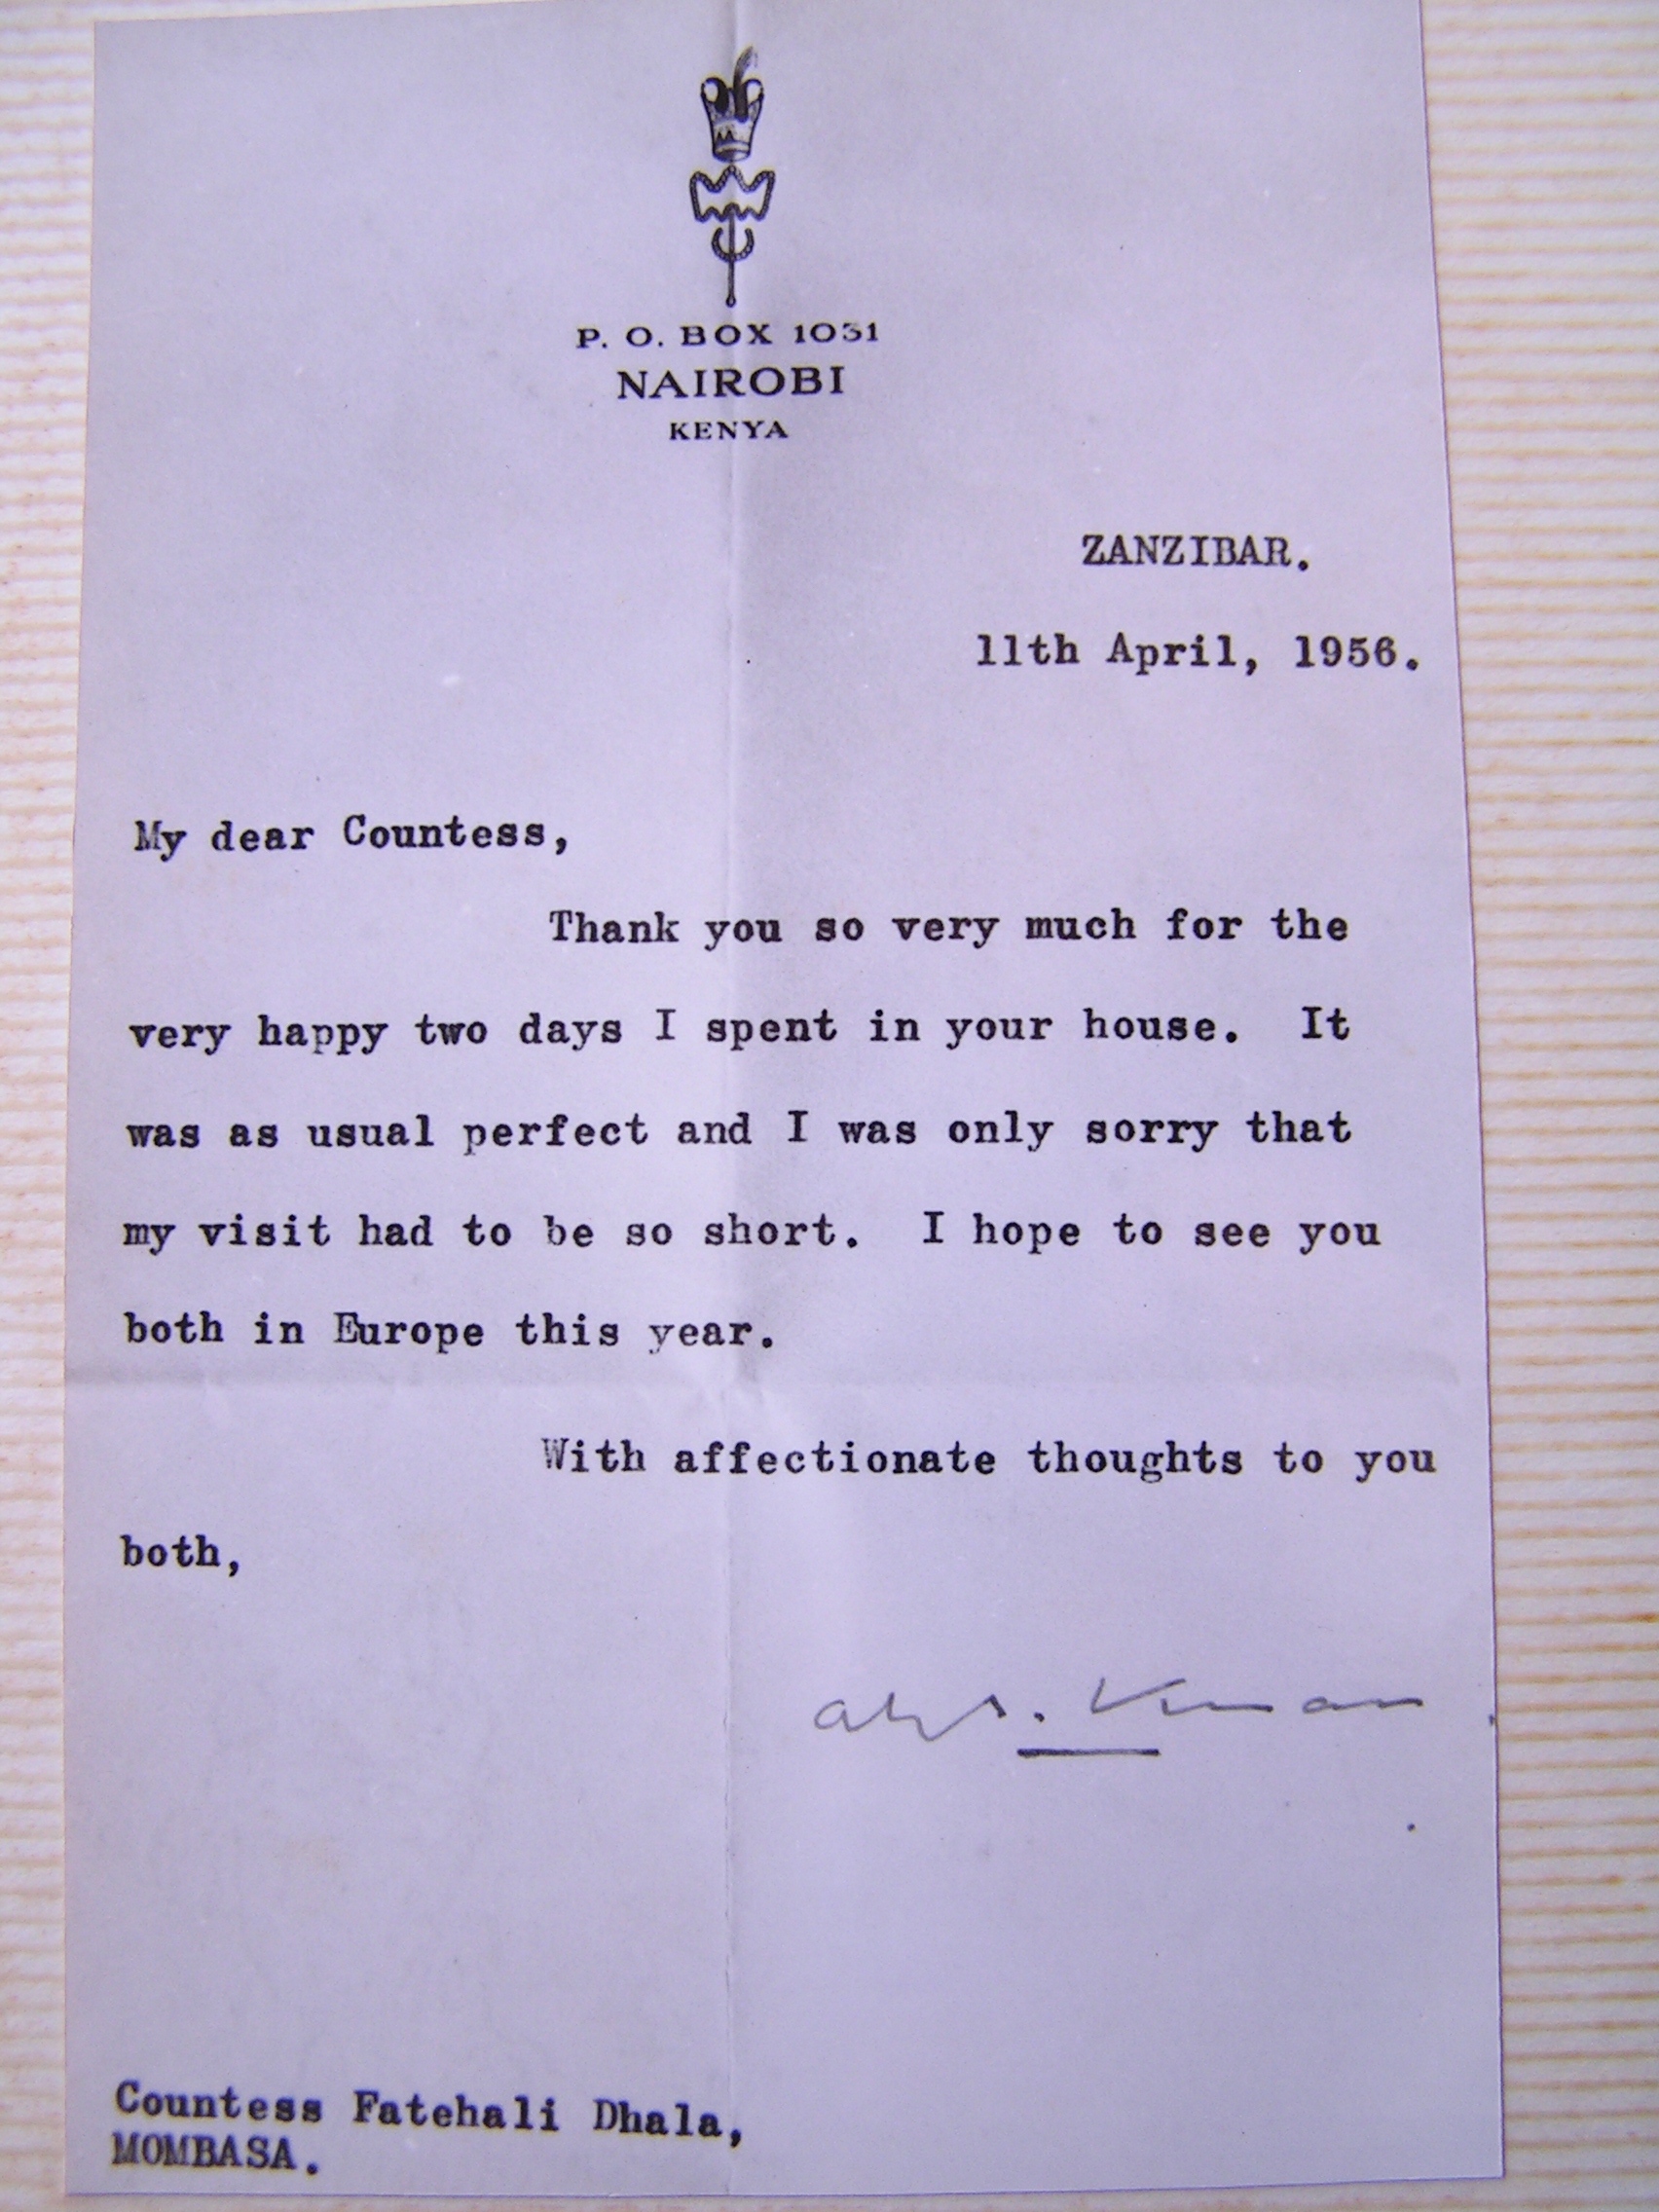 P. O. BOX 1031
NAIROBI
KENYA
ZANZIBAR.
11th April, 1956.
My dear Countess,
Thank you so very much for the
very happy two days I spent in your house. It
was as usual perfect and I was only sorry that
my visit had to be so short. I hope to see you
both in Europe this year.
With affectionate thoughts to you
both,
Aly S. Khan
Countess Fatehali Dhala,
MOMBASA.